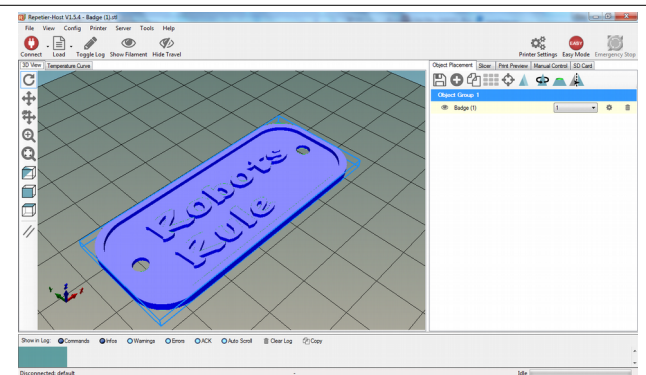 Repetier-Host V1.5.4 - Badge (1).stl
File View Config Printer Server Tools Help
Connect Load Toggle Log Show Filament Hide Travel
Printer Settings Easy Mode Emergency Stop
EASY
3D View Temperature Curve
Object Placement Slicer Print Preview Manual Control SD Card
Object Group 1
Badge (1) 1
Robots
Rule
Y Z X
Show in Log: Commands Infos Warnings Errors ACK Auto Scroll Clear Log Copy
Disconnected: default - Idle